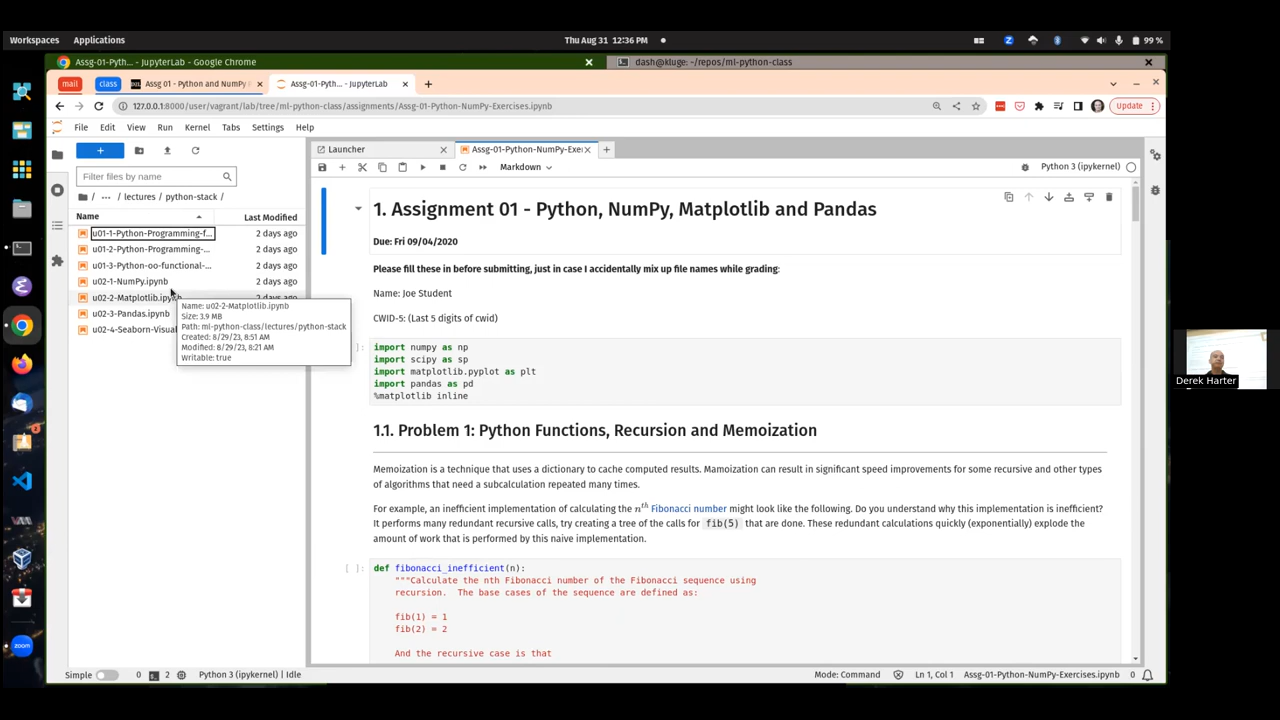 Workspaces Applications Thu Aug 31 12:36 PM 99 %
Assg-01-Pyth... - JupyterLab - Google Chrome dash@kluge: ~/repos/ml-python-class
mail class Assg 01 - Python and NumPy Assg-01-Pyth... - JupyterLab
127.0.0.1:8000/user/vagrant/lab/tree/ml-python-class/assignments/Assg-01-Python-NumPy-Exercises.ipynb Update
File Edit View Run Kernel Tabs Settings Help
Launcher Assg-01-Python-NumPy-Exe
Markdown Python 3 (ipykernel)
Filter files by name
/ ... / lectures / python-stack /
Name Last Modified
u01-1-Python-Programming-f... 2 days ago
u01-2-Python-Programming-... 2 days ago
u01-3-Python-oo-functional-... 2 days ago
u02-1-NumPy.ipynb 2 days ago
u02-2-Matplotlib.ipynb 2 days ago
u02-3-Pandas.ipynb
u02-4-Seaborn-Visual
Name: u02-2-Matplotlib.ipynb
Size: 3.9 MB
Path: ml-python-class/lectures/python-stack
Created: 8/29/23, 8:51 AM
Modified: 8/29/23, 8:21 AM
Writable: true
1. Assignment 01 - Python, NumPy, Matplotlib and Pandas
Due: Fri 09/04/2020
Please fill these in before submitting, just in case I accidentally mix up file names while grading:
Name: Joe Student
CWID-5: (Last 5 digits of cwid)
]:
import numpy as np
import scipy as sp
import matplotlib.pyplot as plt
import pandas as pd
%matplotlib inline
1.1. Problem 1: Python Functions, Recursion and Memoization
Memoization is a technique that uses a dictionary to cache computed results. Mamoization can result in significant speed improvements for some recursive and other types
of algorithms that need a subcalculation repeated many times.
For example, an inefficient implementation of calculating the nth Fibonacci number might look like the following. Do you understand why this implementation is inefficient?
It performs many redundant recursive calls, try creating a tree of the calls for fib(5) that are done. These redundant calculations quickly (exponentially) explode the
amount of work that is performed by this naive implementation.
[ ]: def fibonacci_inefficient(n):
"""Calculate the nth Fibonacci number of the Fibonacci sequence using
recursion. The base cases of the sequence are defined as:
fib(1) = 1
fib(2) = 2
And the recursive case is that
Simple 0 2 Python 3 (ipykernel) | Idle Mode: Command Ln 1, Col 1 Assg-01-Python-NumPy-Exercises.ipynb 0
zoom
Derek Harter